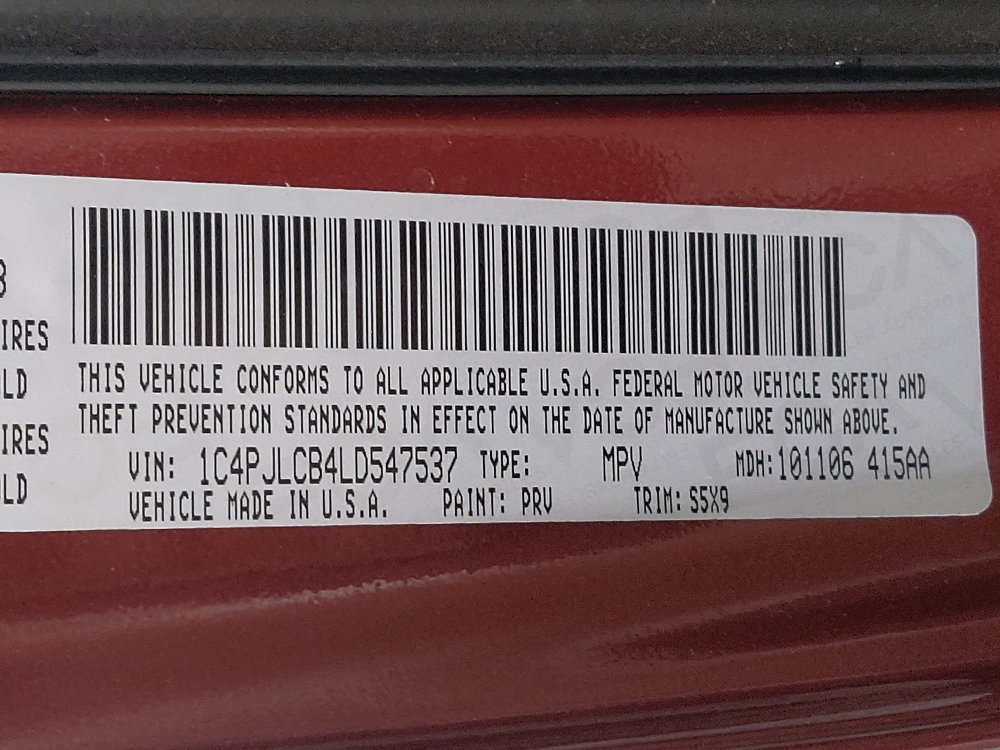 IRES
LD
IRES
LD
THIS VEHICLE CONFORMS TO ALL APPLICABLE U.S.A. FEDERAL MOTOR VEHICLE SAFETY AND
THEFT PREVENTION STANDARDS IN EFFECT ON THE DATE OF MANUFACTURE SHOWN ABOVE.
VIN: 1C4PJLCB4LD547537 TYPE: MPV MDH:101106 415AA
VEHICLE MADE IN U.S.A. PAINT: PRV TRIM: S5X9